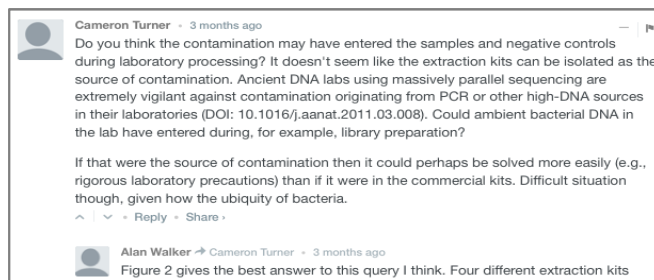 Cameron Turner • 3 months ago
Do you think the contamination may have entered the samples and negative controls
during laboratory processing? It doesn't seem like the extraction kits can be isolated as the
source of contamination. Ancient DNA labs using massively parallel sequencing are
extremely vigilant against contamination originating from PCR or other high-DNA sources
in their laboratories (DOI: 10.1016/j.aanat.2011.03.008). Could ambient bacterial DNA in
the lab have entered during, for example, library preparation?
If that were the source of contamination then it could perhaps be solved more easily (e.g.,
rigorous laboratory precautions) than if it were in the commercial kits. Difficult situation
though, given how the ubiquity of bacteria.
• Reply • Share ›
Alan Walker Cameron Turner • 3 months ago
Figure 2 gives the best answer to this query I think. Four different extraction kits